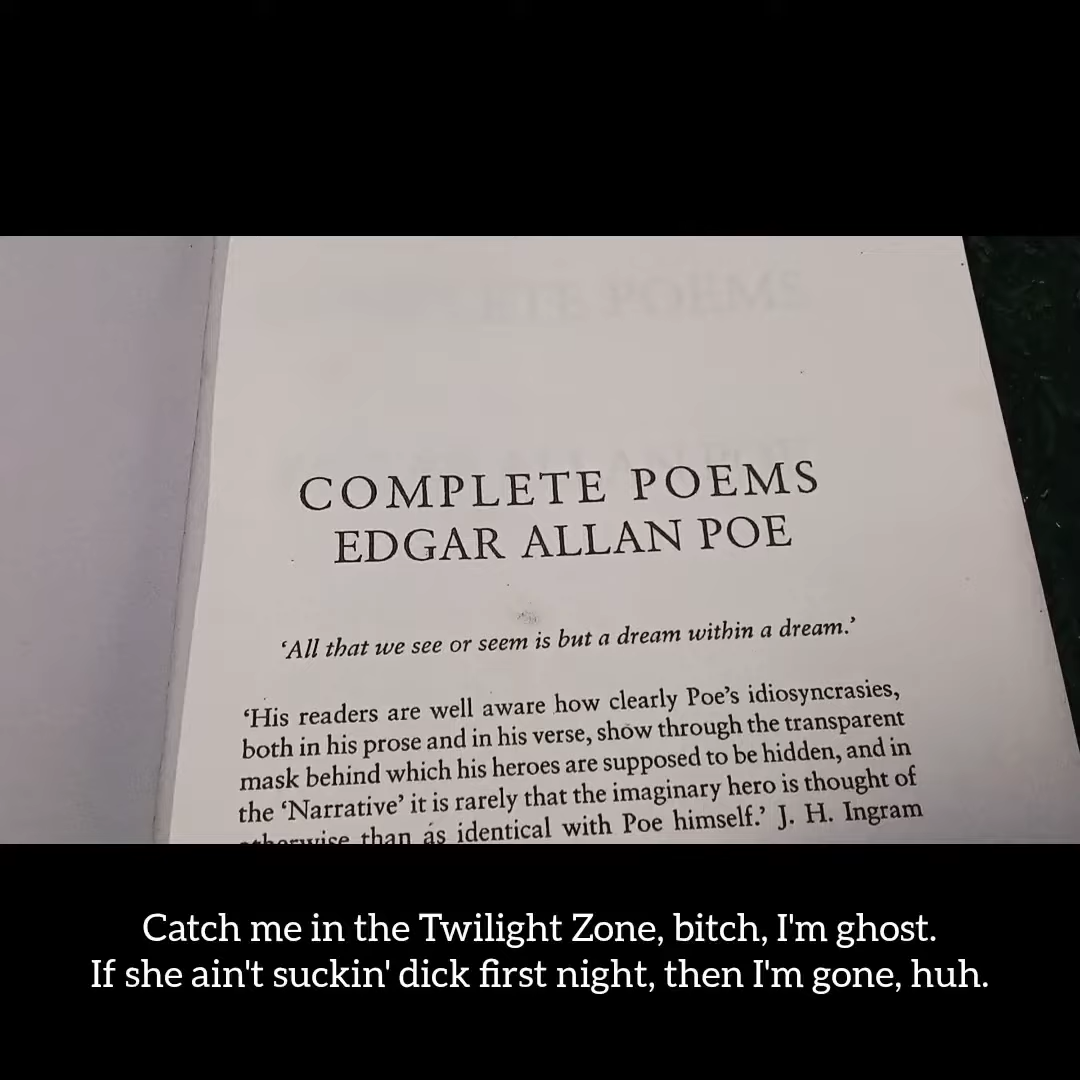 COMPLETE POEMS
EDGAR ALLAN POE
‘All that we see or seem is but a dream within a dream.’
‘His readers are well aware how clearly Poe’s idiosyncrasies,
both in his prose and in his verse, show through the transparent
mask behind which his heroes are supposed to be hidden, and in
the ‘Narrative’ it is rarely that the imaginary hero is thought of
otherwise than as identical with Poe himself.’ J. H. Ingram
Catch me in the Twilight Zone, bitch, I'm ghost.
If she ain't suckin' dick first night, then I'm gone, huh.